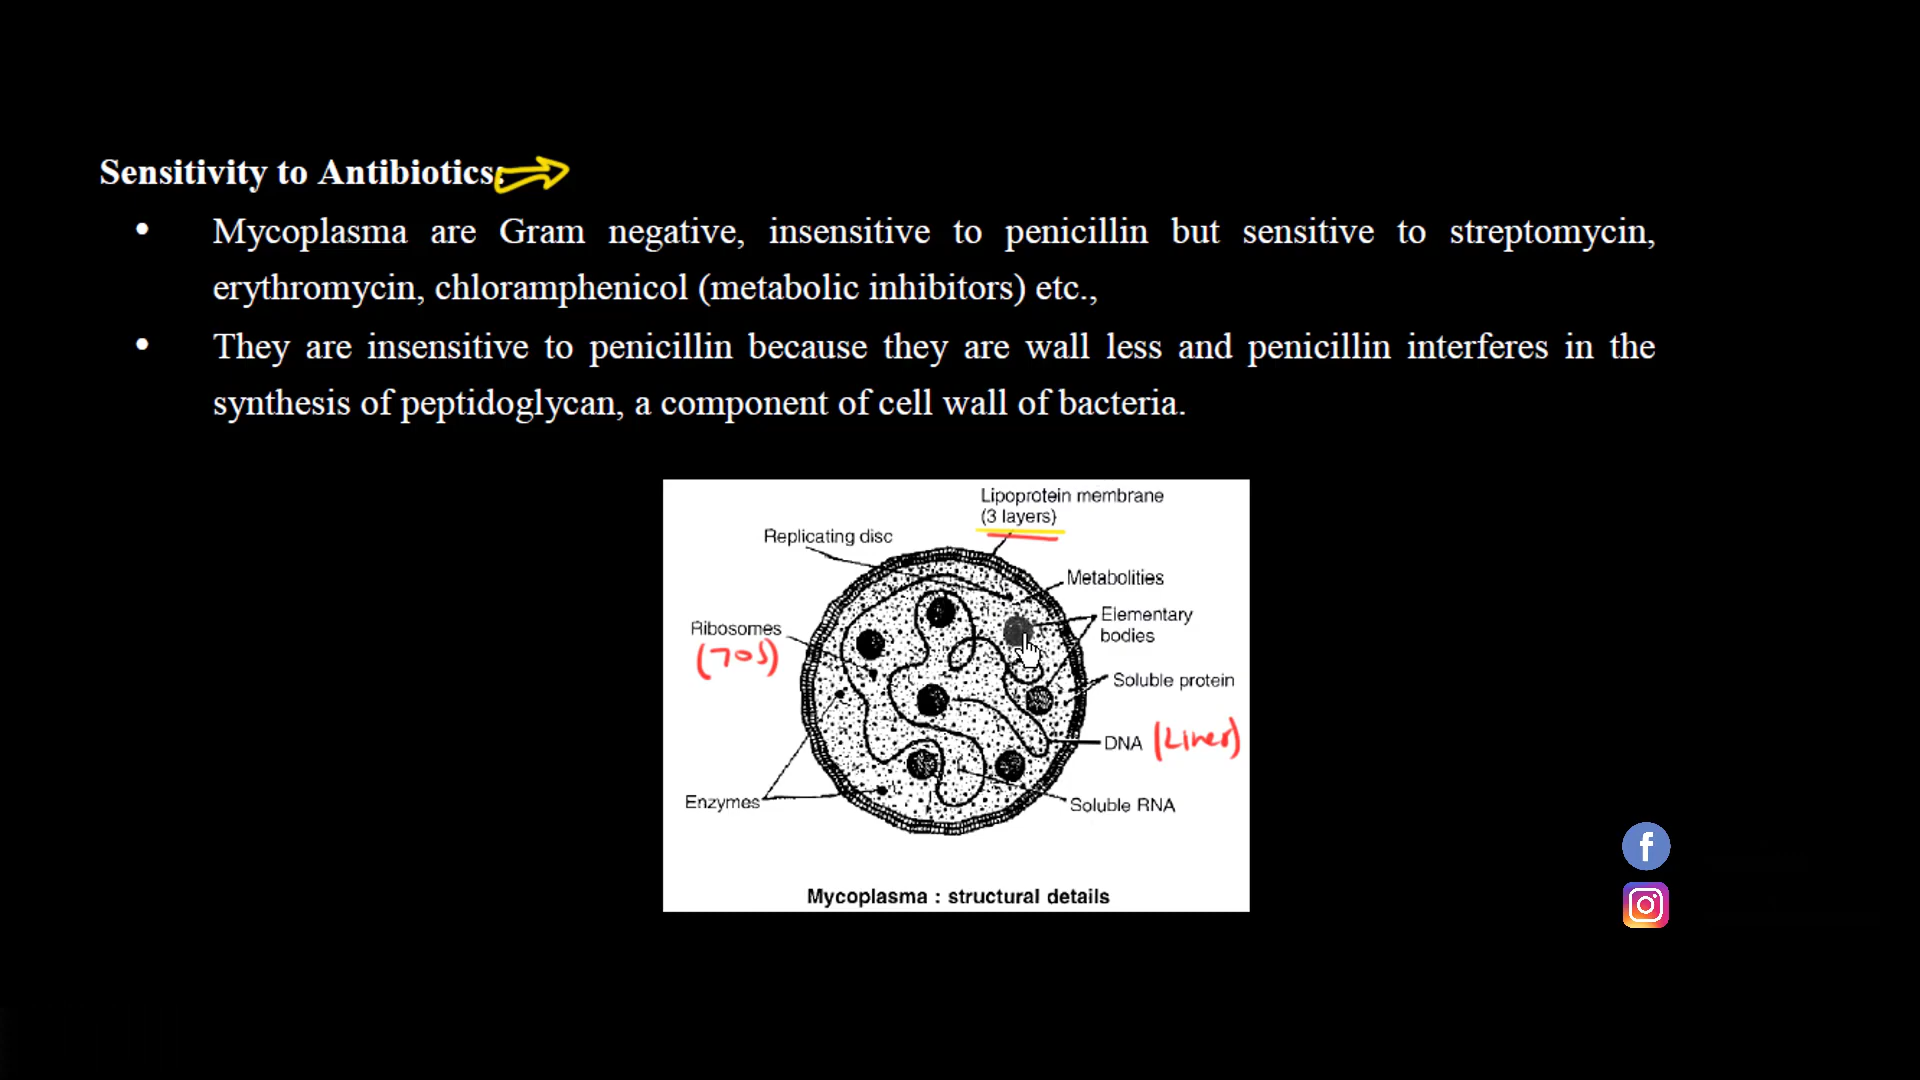 Sensitivity to Antibiotics:
• Mycoplasma are Gram negative, insensitive to penicillin but sensitive to streptomycin,
erythromycin, chloramphenicol (metabolic inhibitors) etc.,
• They are insensitive to penicillin because they are wall less and penicillin interferes in the
synthesis of peptidoglycan, a component of cell wall of bacteria.
Lipoprotein membrane
(3 layers)
Replicating disc
Metabolities
Elementary
bodies
Ribosomes
(70S)
Soluble protein
DNA
Enzymes
Soluble RNA
Mycoplasma : structural details